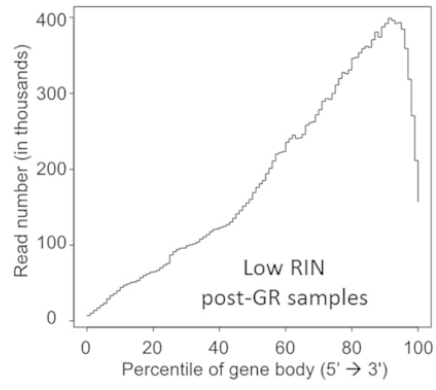 400
300
200
100
0
Read number (in thousands)
Low RIN
post-GR samples
0 20 40 60 80 100
Percentile of gene body (5' → 3')